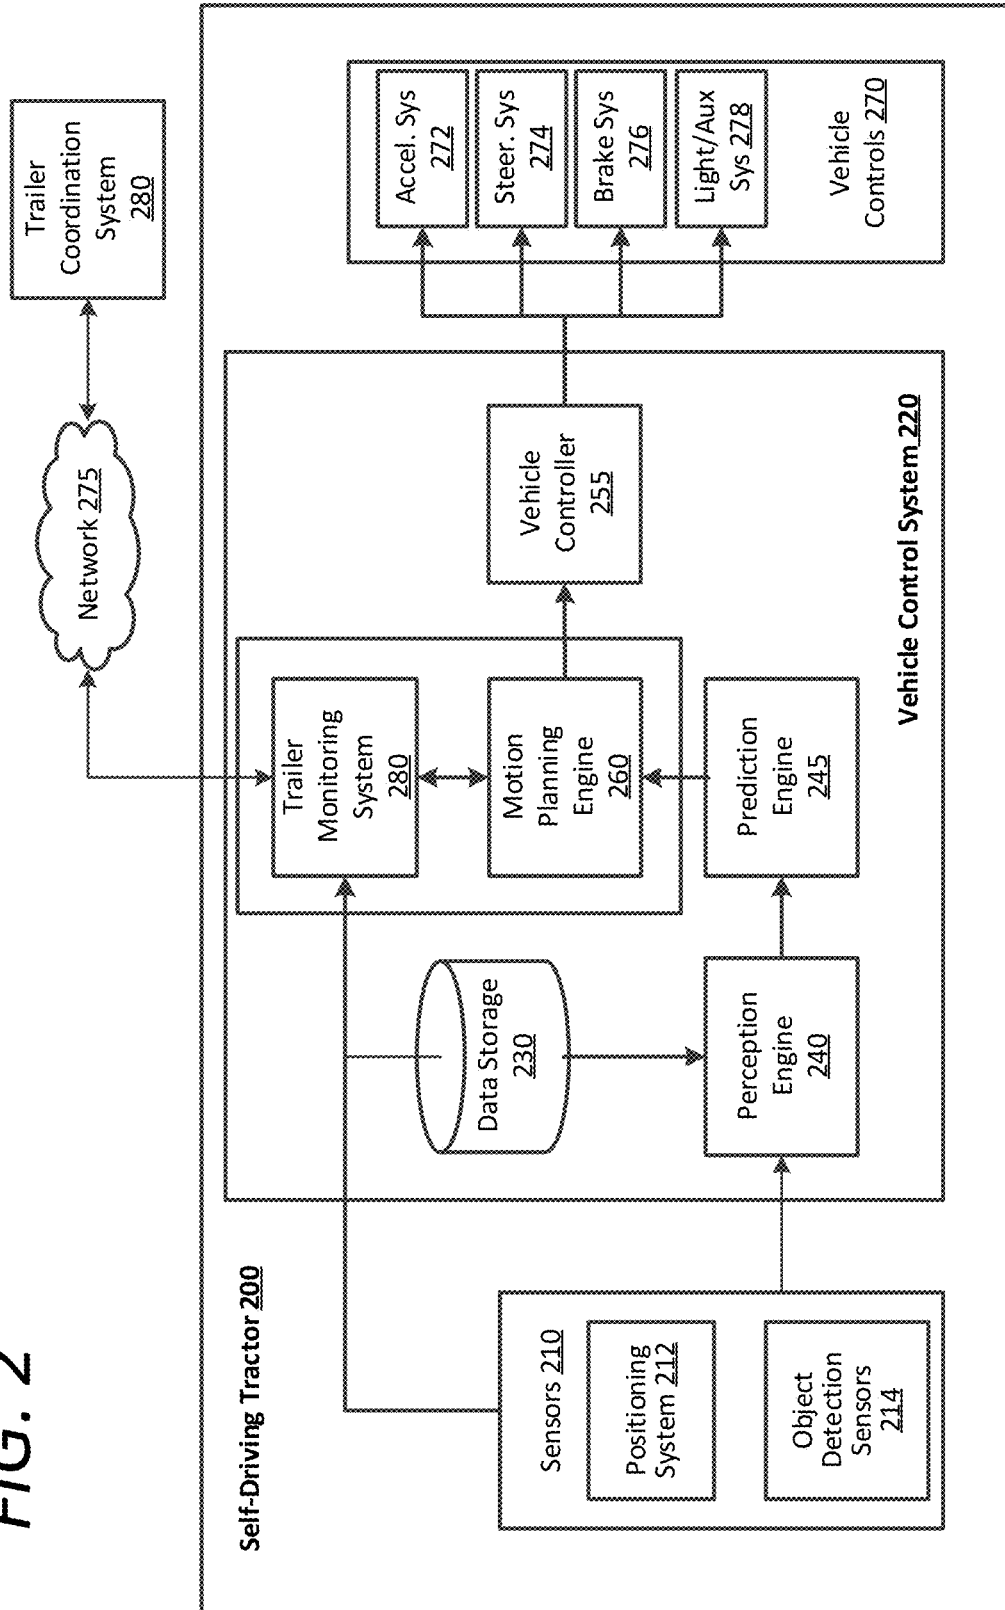 FIG. 2
Trailer
Coordination
System
280
Network 275
Self-Driving Tractor 200
Sensors 210
Positioning
System 212
Object
Detection
Sensors
214
Data Storage
230
Perception
Engine
240
Trailer
Monitoring
System
280
Motion
Planning
Engine
260
Prediction
Engine
245
Vehicle
Controller
255
Vehicle Control System 220
Accel. Sys
272
Steer. Sys
274
Brake Sys
276
Light/Aux
Sys 278
Vehicle
Controls 270